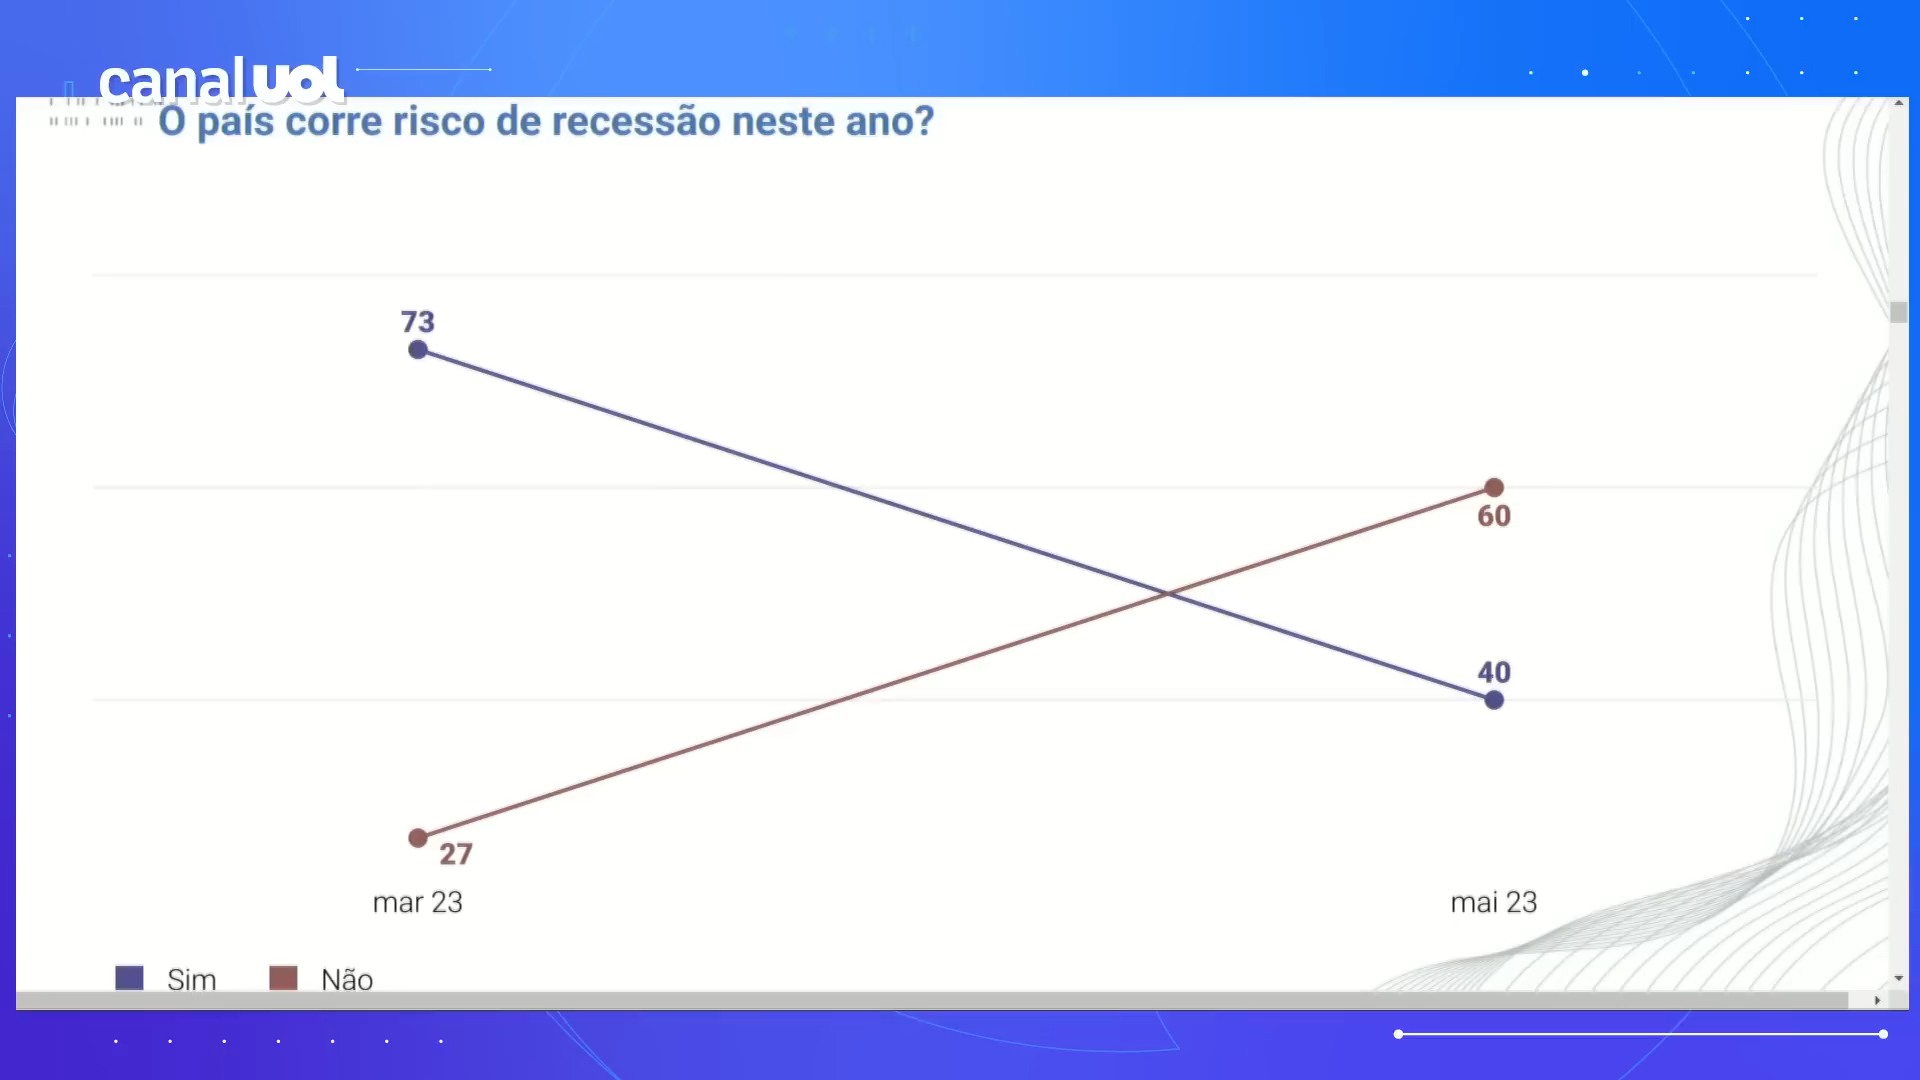 canal uol
O país corre risco de recessão neste ano?
73
60
40
27
mar 23
mai 23
Sim
Não